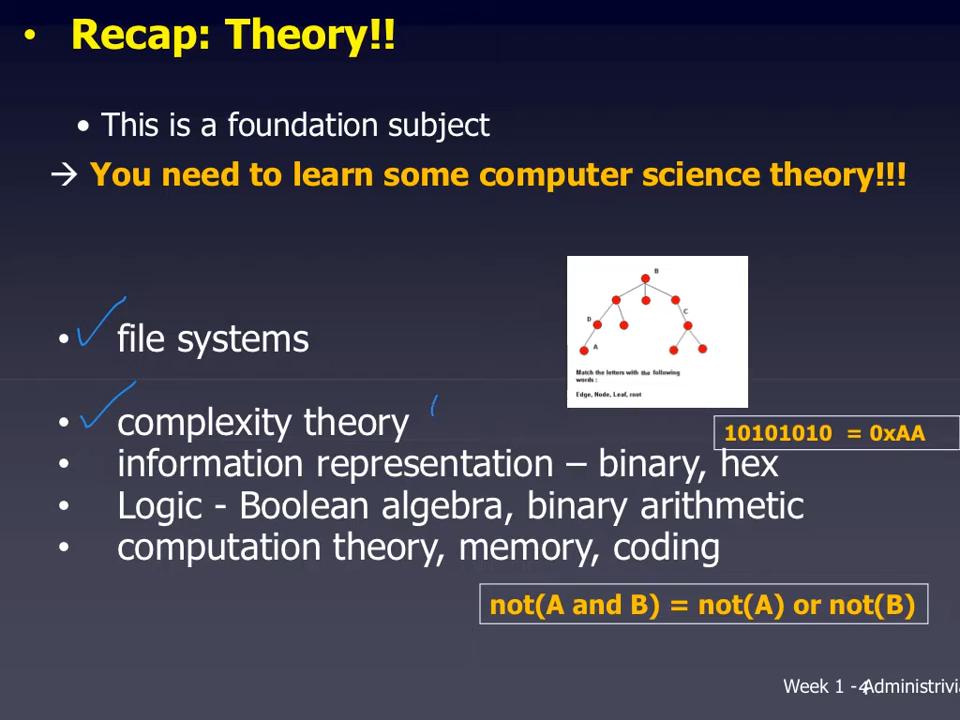 • Recap: Theory!!
• This is a foundation subject
→ You need to learn some computer science theory!!!
B
C
D
A
Match the letters with the following
words :
Edge, Node, Leaf, root
• file systems
• complexity theory
10101010 = 0xAA
• information representation – binary, hex
• Logic - Boolean algebra, binary arithmetic
• computation theory, memory, coding
not(A and B) = not(A) or not(B)
Week 1 - Administrivia 4